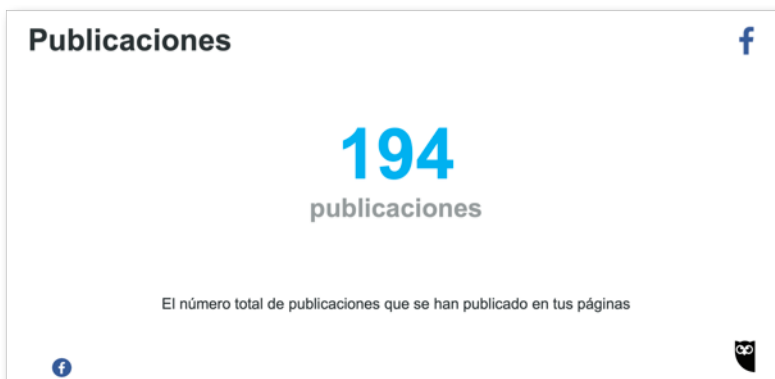 Publicaciones
194
publicaciones
El número total de publicaciones que se han publicado en tus páginas